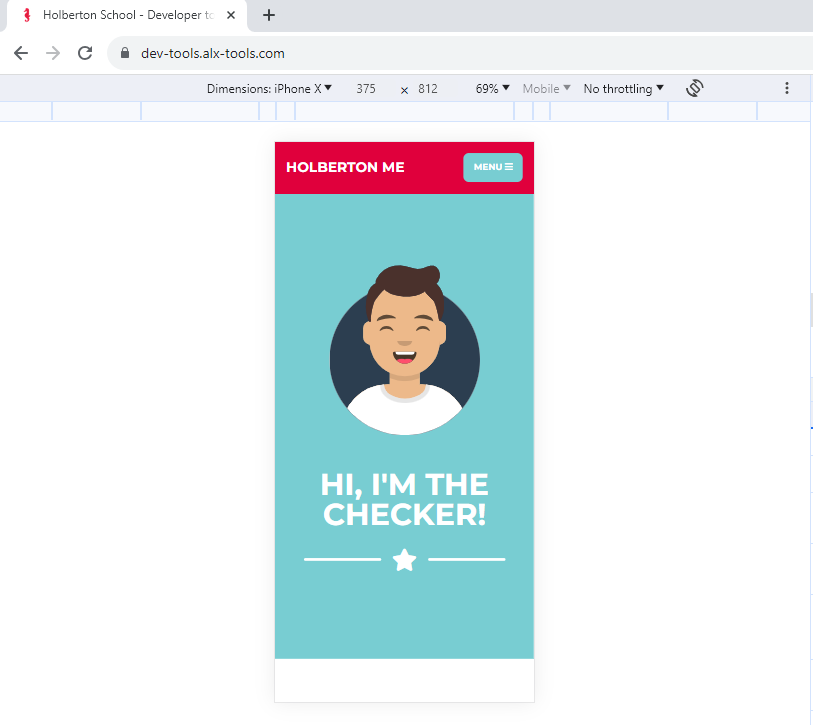 Holberton School - Developer to
dev-tools.alx-tools.com
Dimensions: iPhone X 375 × 812 69% Mobile No throttling
HOLBERTON ME
MENU
HI, I'M THE
CHECKER!